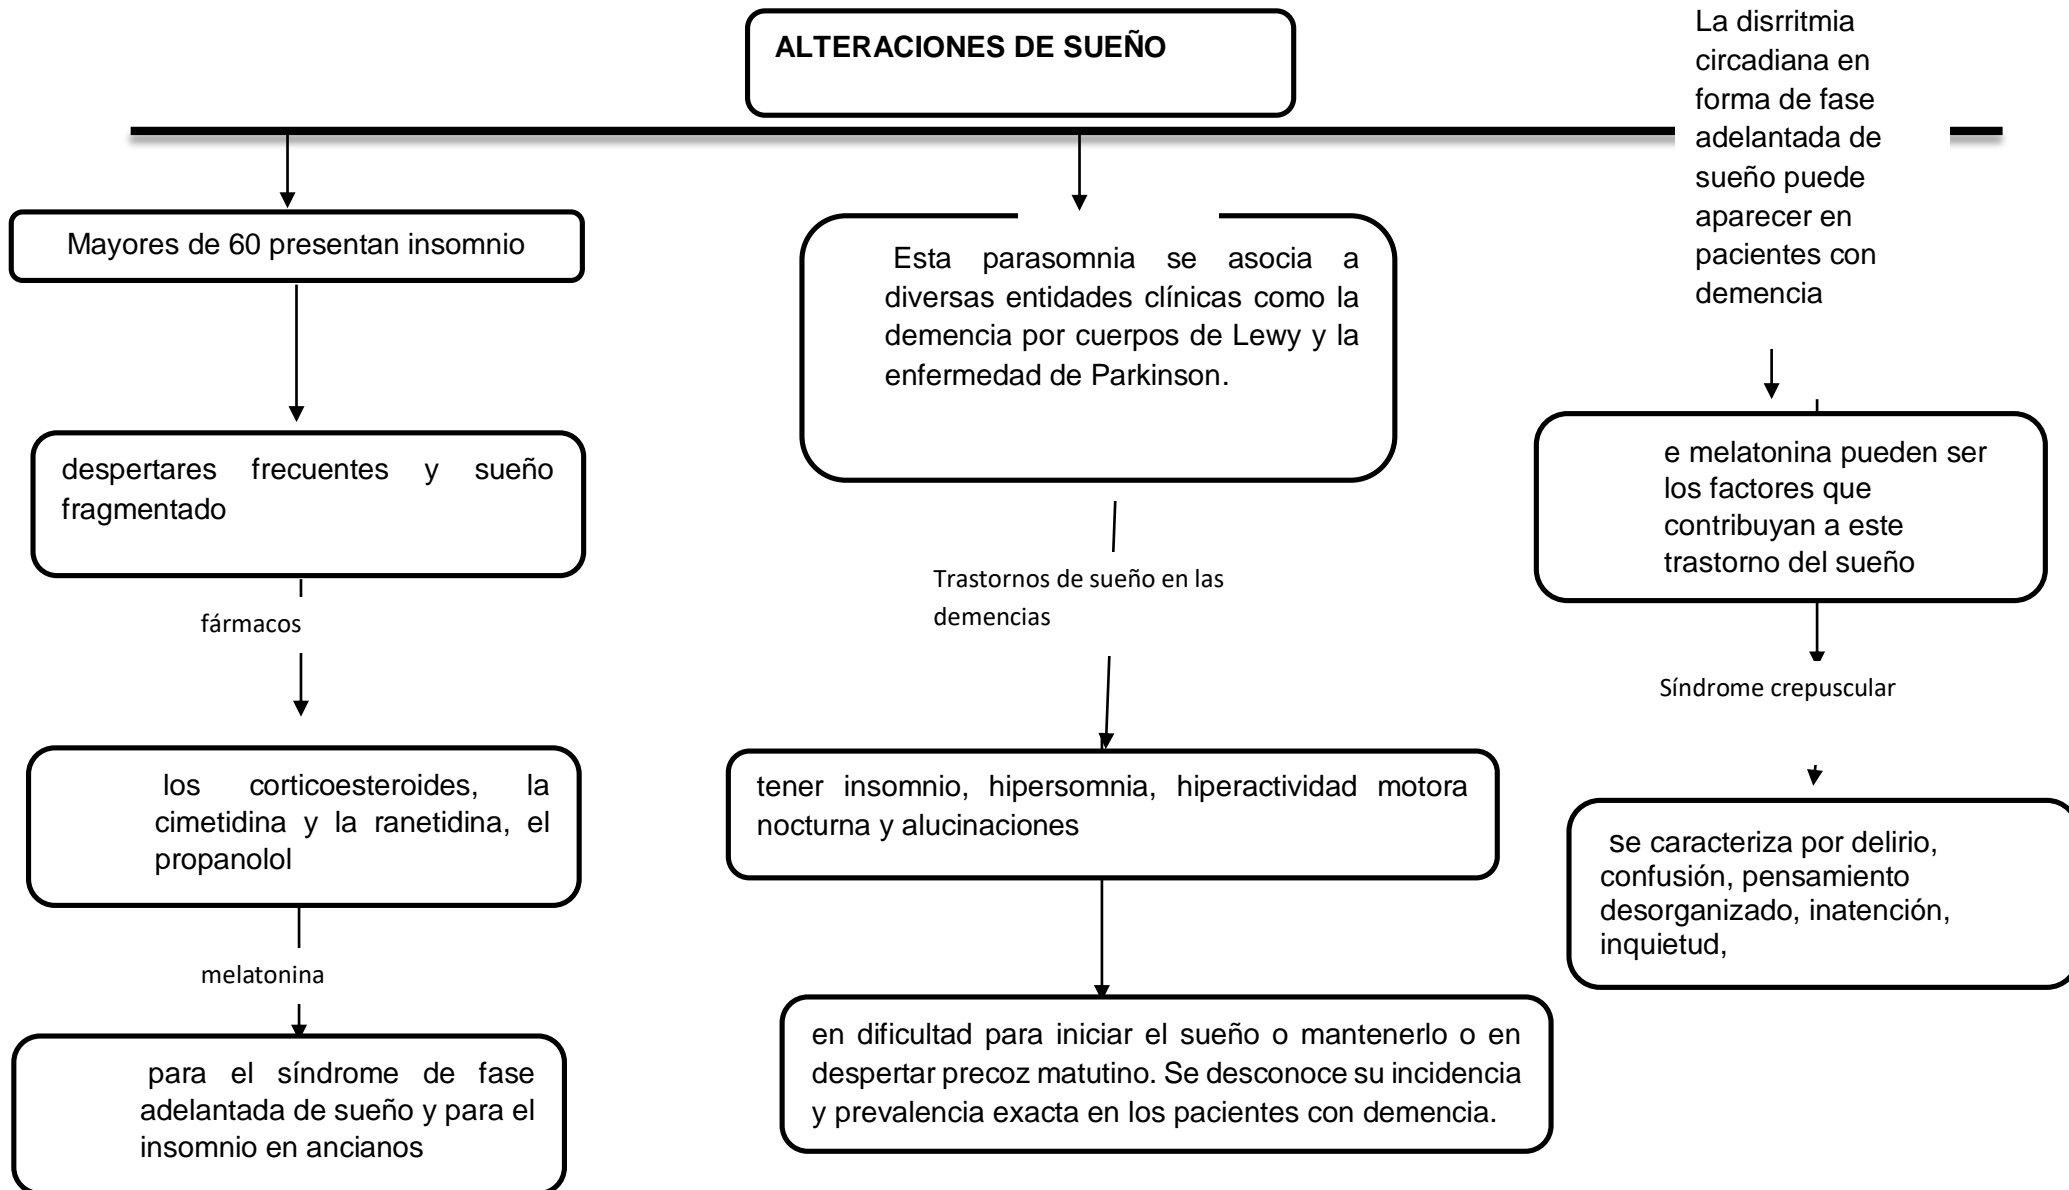 ALTERACIONES DE SUEÑO
Mayores de 60 presentan insomnio
despertares frecuentes y sueño
fragmentado
fármacos
los corticoesteroides, la
cimetidina y la ranetidina, el
propanolol
melatonina
para el síndrome de fase
adelantada de sueño y para el
insomnio en ancianos
Esta parasomnia se asocia a
diversas entidades clínicas como la
demencia por cuerpos de Lewy y la
enfermedad de Parkinson.
Trastornos de sueño en las
demencias
tener insomnio, hipersomnia, hiperactividad motora
nocturna y alucinaciones
en dificultad para iniciar el sueño o mantenerlo o en
despertar precoz matutino. Se desconoce su incidencia
y prevalencia exacta en los pacientes con demencia.
La disrritmia
circadiana en
forma de fase
adelantada de
sueño puede
aparecer en
pacientes con
demencia
e melatonina pueden ser
los factores que
contribuyan a este
trastorno del sueño
Síndrome crepuscular
se caracteriza por delirio,
confusión, pensamiento
desorganizado, inatención,
inquietud,